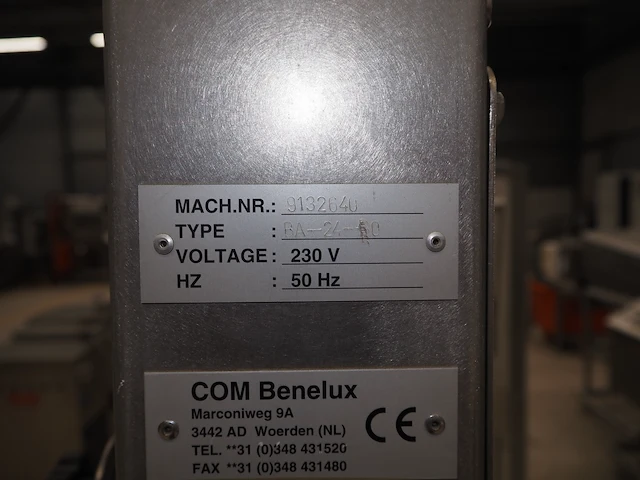 MACH.NR.: 9132640
TYPE :
VOLTAGE : 230 V
HZ : 50 Hz
COM Benelux
Marconiweg 9A
3442 AD Woerden (NL) CE
TEL. **31 (0)348 431520
FAX **31 (0)348 431480